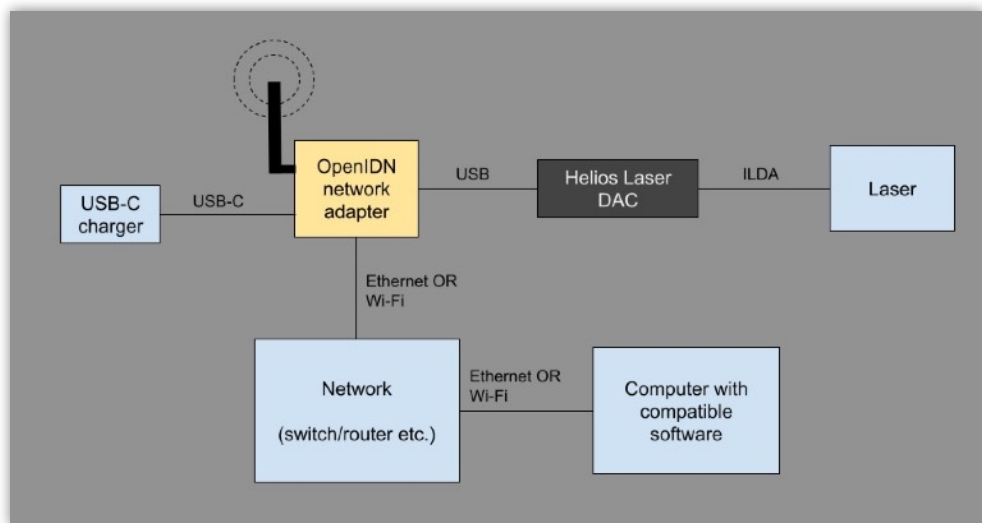 OpenIDN
network
adapter
USB
Helios Laser
DAC
ILDA
Laser
USB-C
charger
USB-C
Ethernet OR
Wi-Fi
Network
(switch/router etc.)
Ethernet OR
Wi-Fi
Computer with
compatible
software